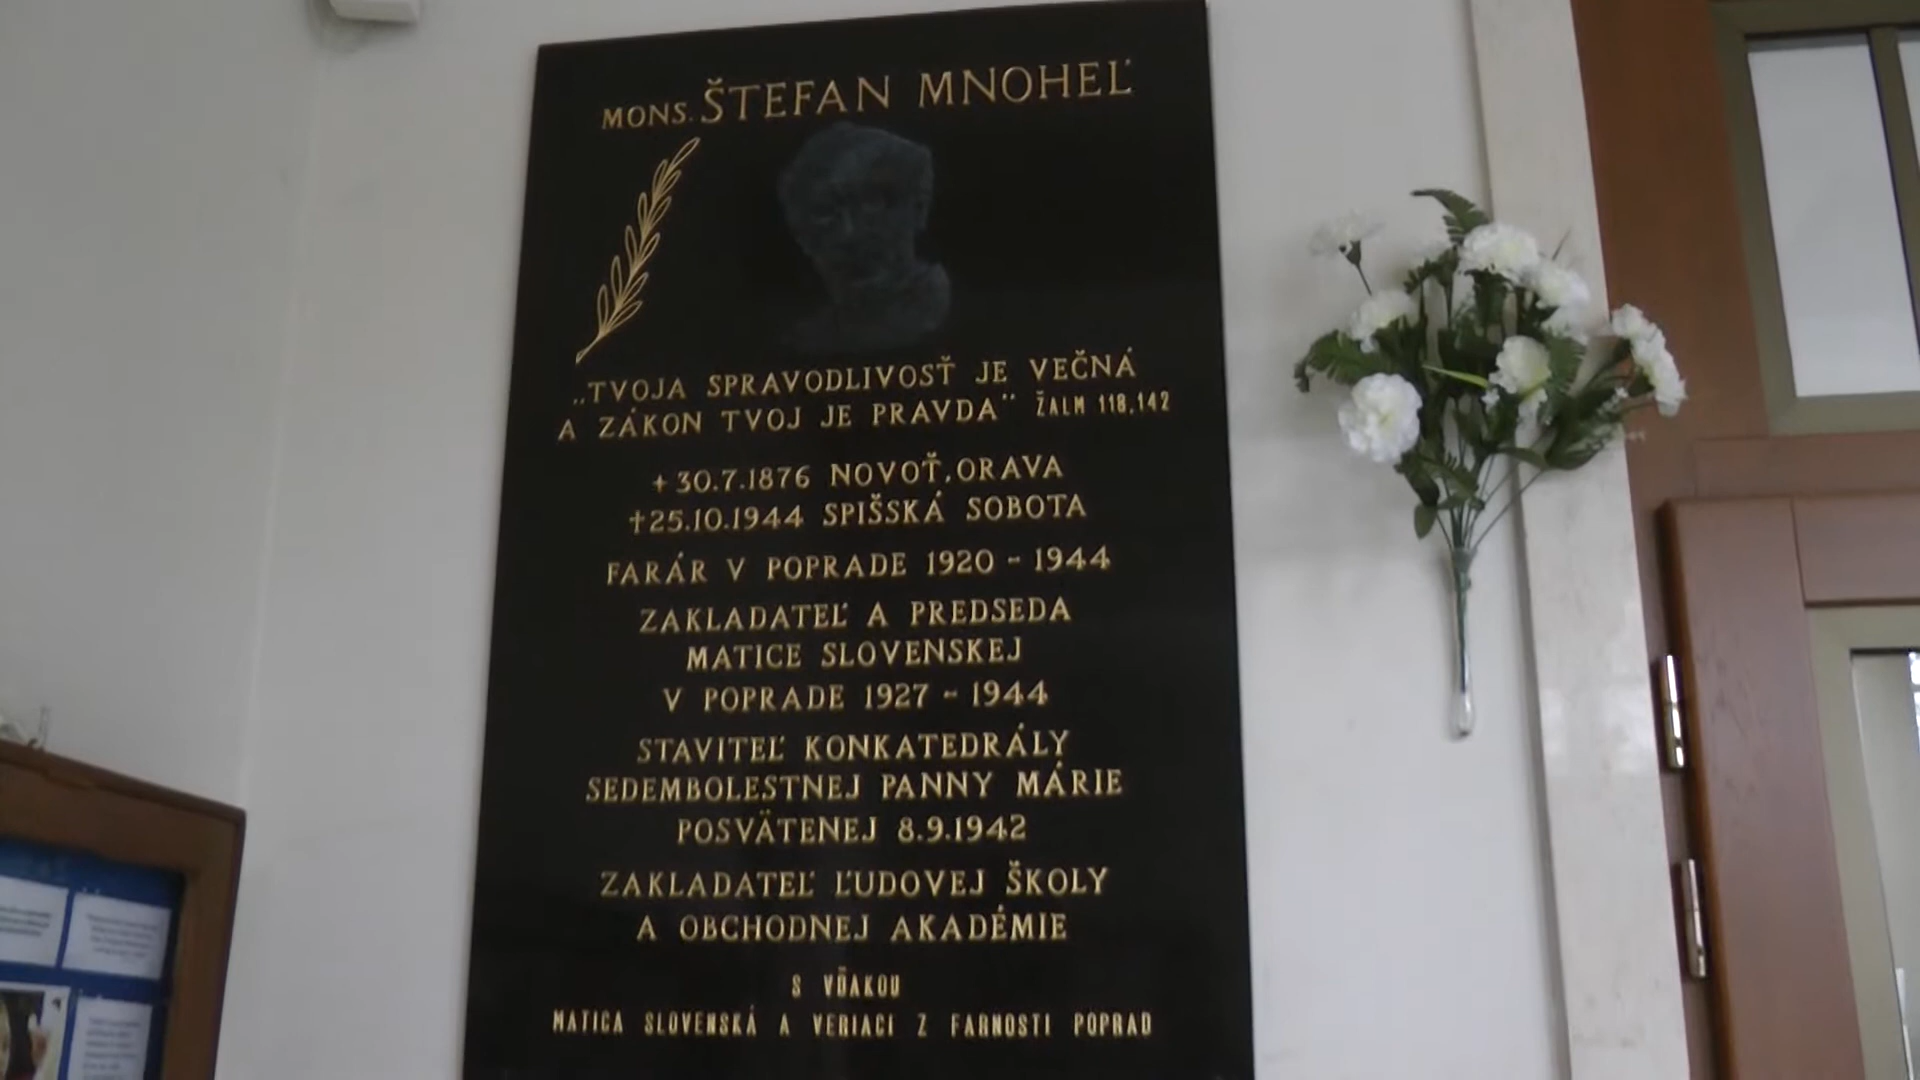 MONS. ŠTEFAN MNOHEĽ
„TVOJA SPRAVODLIVOSŤ JE VEČNÁ
A ZÁKON TVOJ JE PRAVDA" ŽALM 118,142
+ 30.7.1876 NOVOŤ, ORAVA
†25.10.1944 SPIŠSKÁ SOBOTA
FARÁR V POPRADE 1920 - 1944
ZAKLADATEĽ A PREDSEDA
MATICE SLOVENSKEJ
V POPRADE 1927 - 1944
STAVITEĽ KONKATEDRÁLY
SEDEMBOLESTNEJ PANNY MÁRIE
POSVÄTENEJ 8.9.1942
ZAKLADATEĽ ĽUDOVEJ ŠKOLY
A OBCHODNEJ AKADÉMIE
S VĎAKOU
MATICA SLOVENSKÁ A VERIACI Z FARNOSTI POPRAD